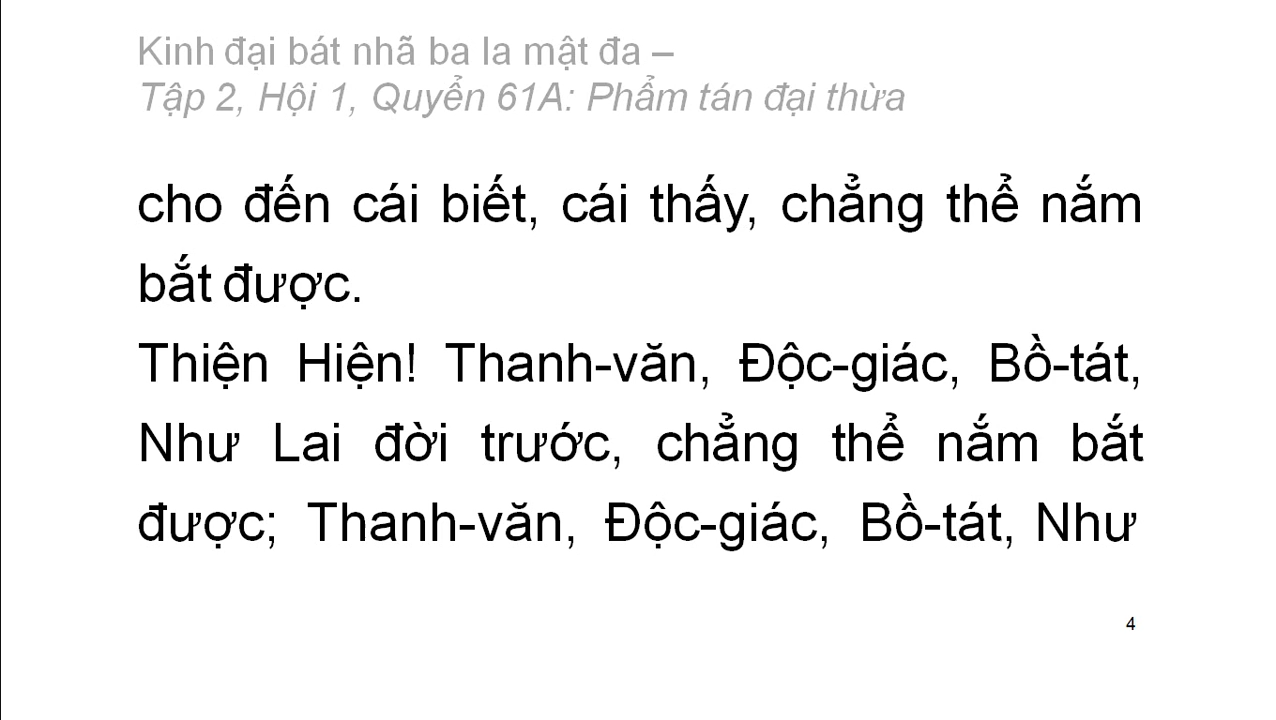 Kinh đại bát nhã ba la mật đa –
Tập 2, Hội 1, Quyển 61A: Phẩm tán đại thừa
cho đến cái biết, cái thấy, chẳng thể nắm
bắt được.
Thiện Hiện! Thanh-văn, Độc-giác, Bồ-tát,
Như Lai đời trước, chẳng thể nắm bắt
được; Thanh-văn, Độc-giác, Bồ-tát, Như
4